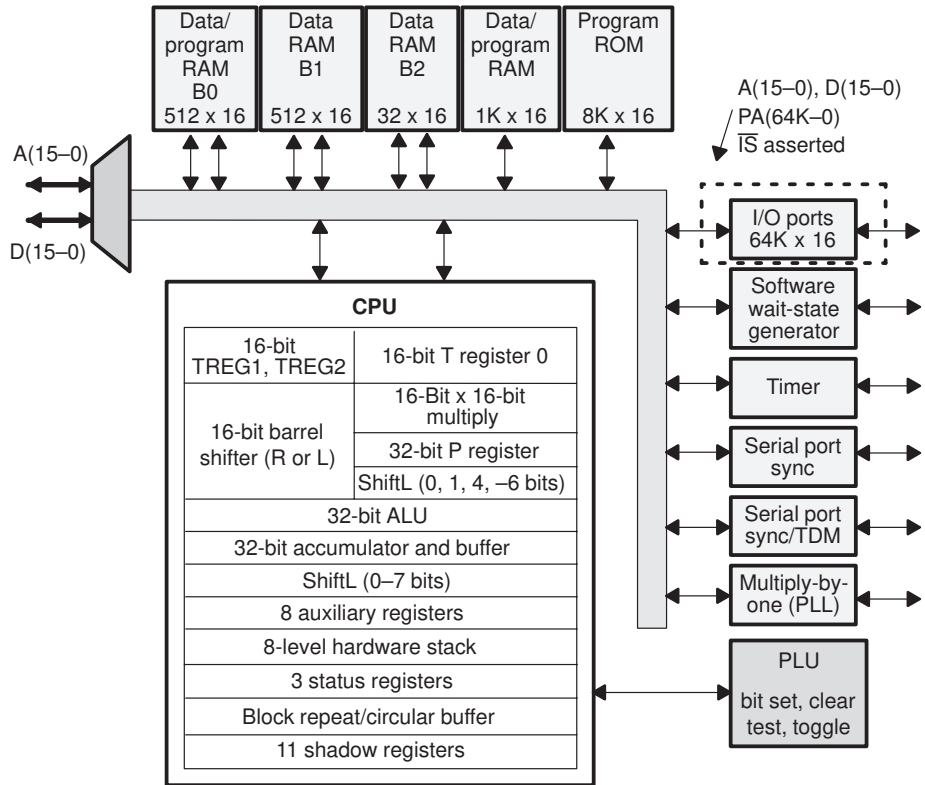 Data/
program
RAM
B0
512 x 16
Data
RAM
B1
512 x 16
Data
RAM
B2
32 x 16
Data/
program
RAM
1K x 16
Program
ROM
8K x 16
A(15–0), D(15–0)
PA(64K–0)
I̅S̅ asserted
A(15–0)
D(15–0)
I/O ports
64K x 16
Software
wait-state
generator
Timer
Serial port
sync
Serial port
sync/TDM
Multiply-by-
one (PLL)
PLU
bit set, clear
test, toggle
CPU
16-bit
TREG1, TREG2
16-bit T register 0
16-bit barrel
shifter (R or L)
16-Bit x 16-bit
multiply
32-bit P register
ShiftL (0, 1, 4, –6 bits)
32-bit ALU
32-bit accumulator and buffer
ShiftL (0–7 bits)
8 auxiliary registers
8-level hardware stack
3 status registers
Block repeat/circular buffer
11 shadow registers